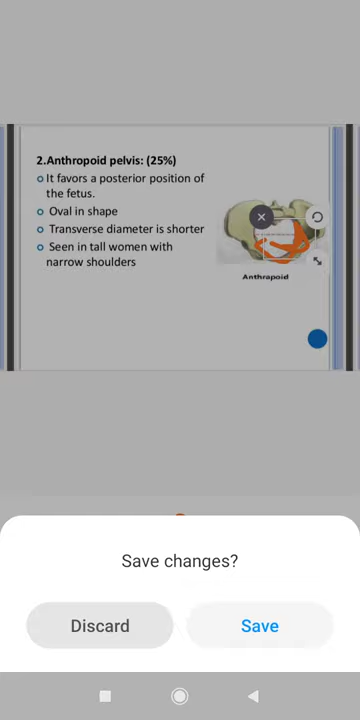 2.Anthropoid pelvis: (25%)
It favors a posterior position of
the fetus.
Oval in shape
Transverse diameter is shorter
Seen in tall women with
narrow shoulders
Anthrapoid
Save changes?
Discard
Save